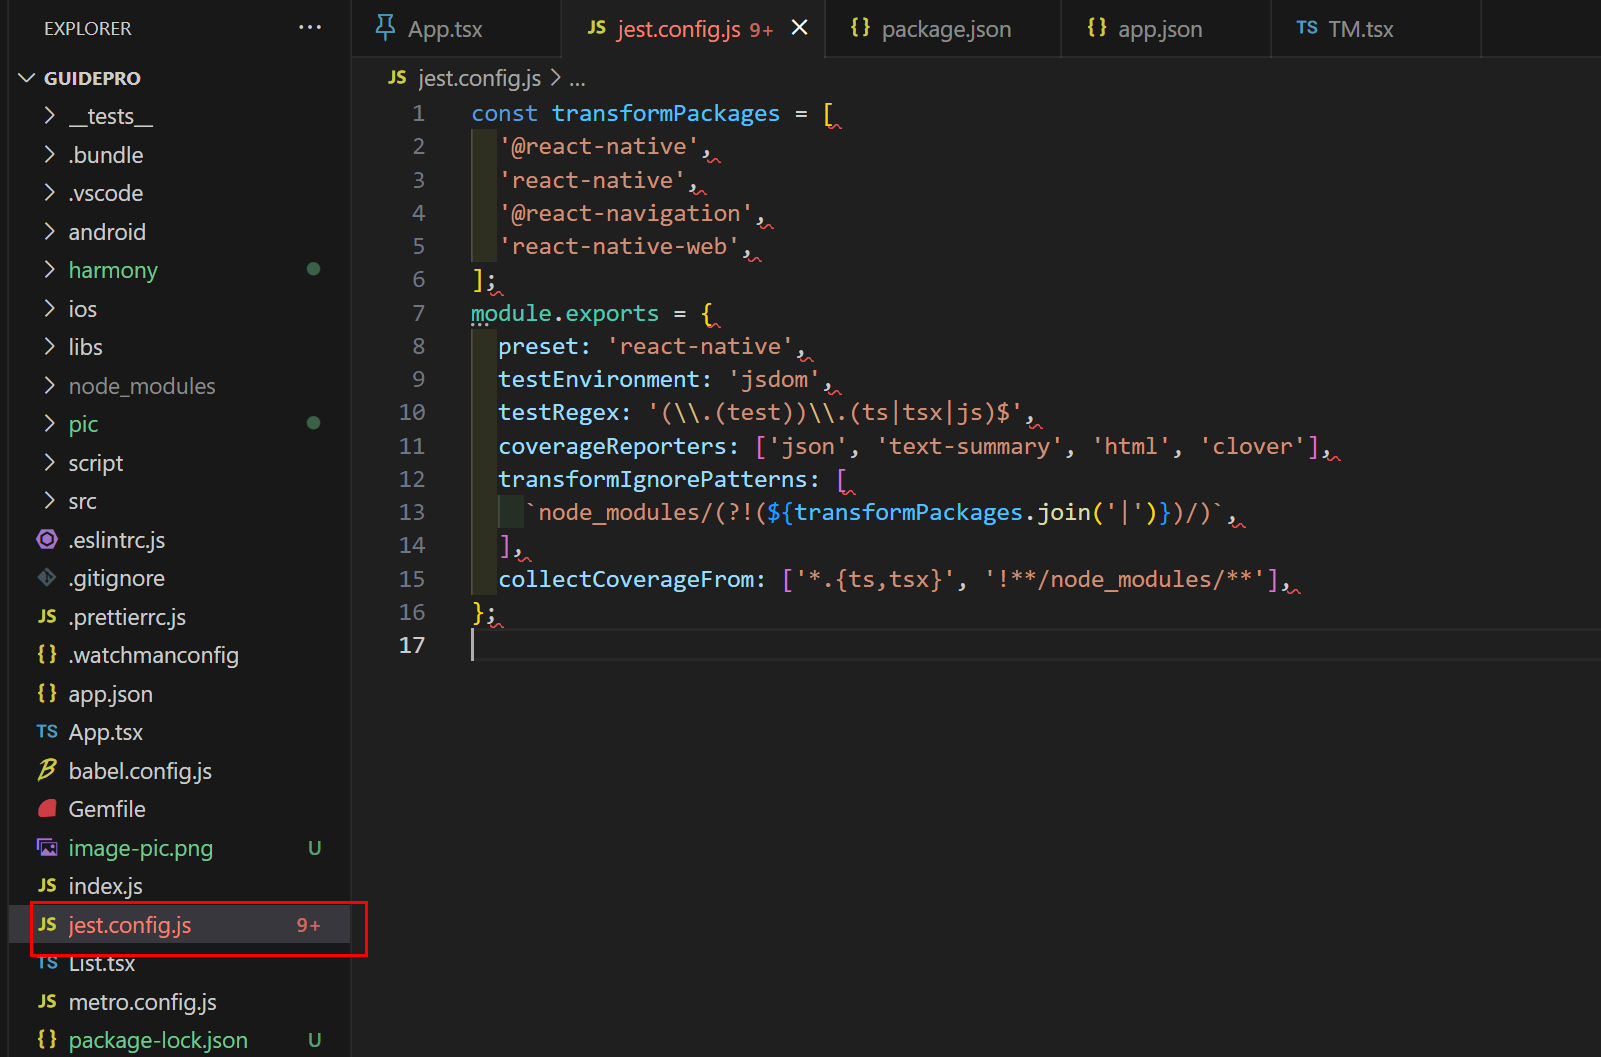 EXPLORER ...
GUIDEPRO
__tests__
.bundle
.vscode
android
harmony
ios
libs
node_modules
pic
script
src
.eslintrc.js
.gitignore
JS .prettierrc.js
{} .watchmanconfig
{} app.json
TS App.tsx
babel.config.js
Gemfile
image-pic.png U
JS index.js
JS jest.config.js 9+
TS List.tsx
JS metro.config.js
{} package-lock.json U
App.tsx JS jest.config.js 9+ {} package.json {} app.json TS TM.tsx
JS jest.config.js > ...
1 const transformPackages = [
2   '@react-native',
3   'react-native',
4   '@react-navigation',
5   'react-native-web',
6 ];
7 module.exports = {
8   preset: 'react-native',
9   testEnvironment: 'jsdom',
10   testRegex: '(\\.(test))\\.(ts|tsx|js)$',
11   coverageReporters: ['json', 'text-summary', 'html', 'clover'],
12   transformIgnorePatterns: [
13     `node_modules/(?!(${transformPackages.join('|')})/)`,
14   ],
15   collectCoverageFrom: ['*.{ts,tsx}', '!**/node_modules/**'],
16 };
17